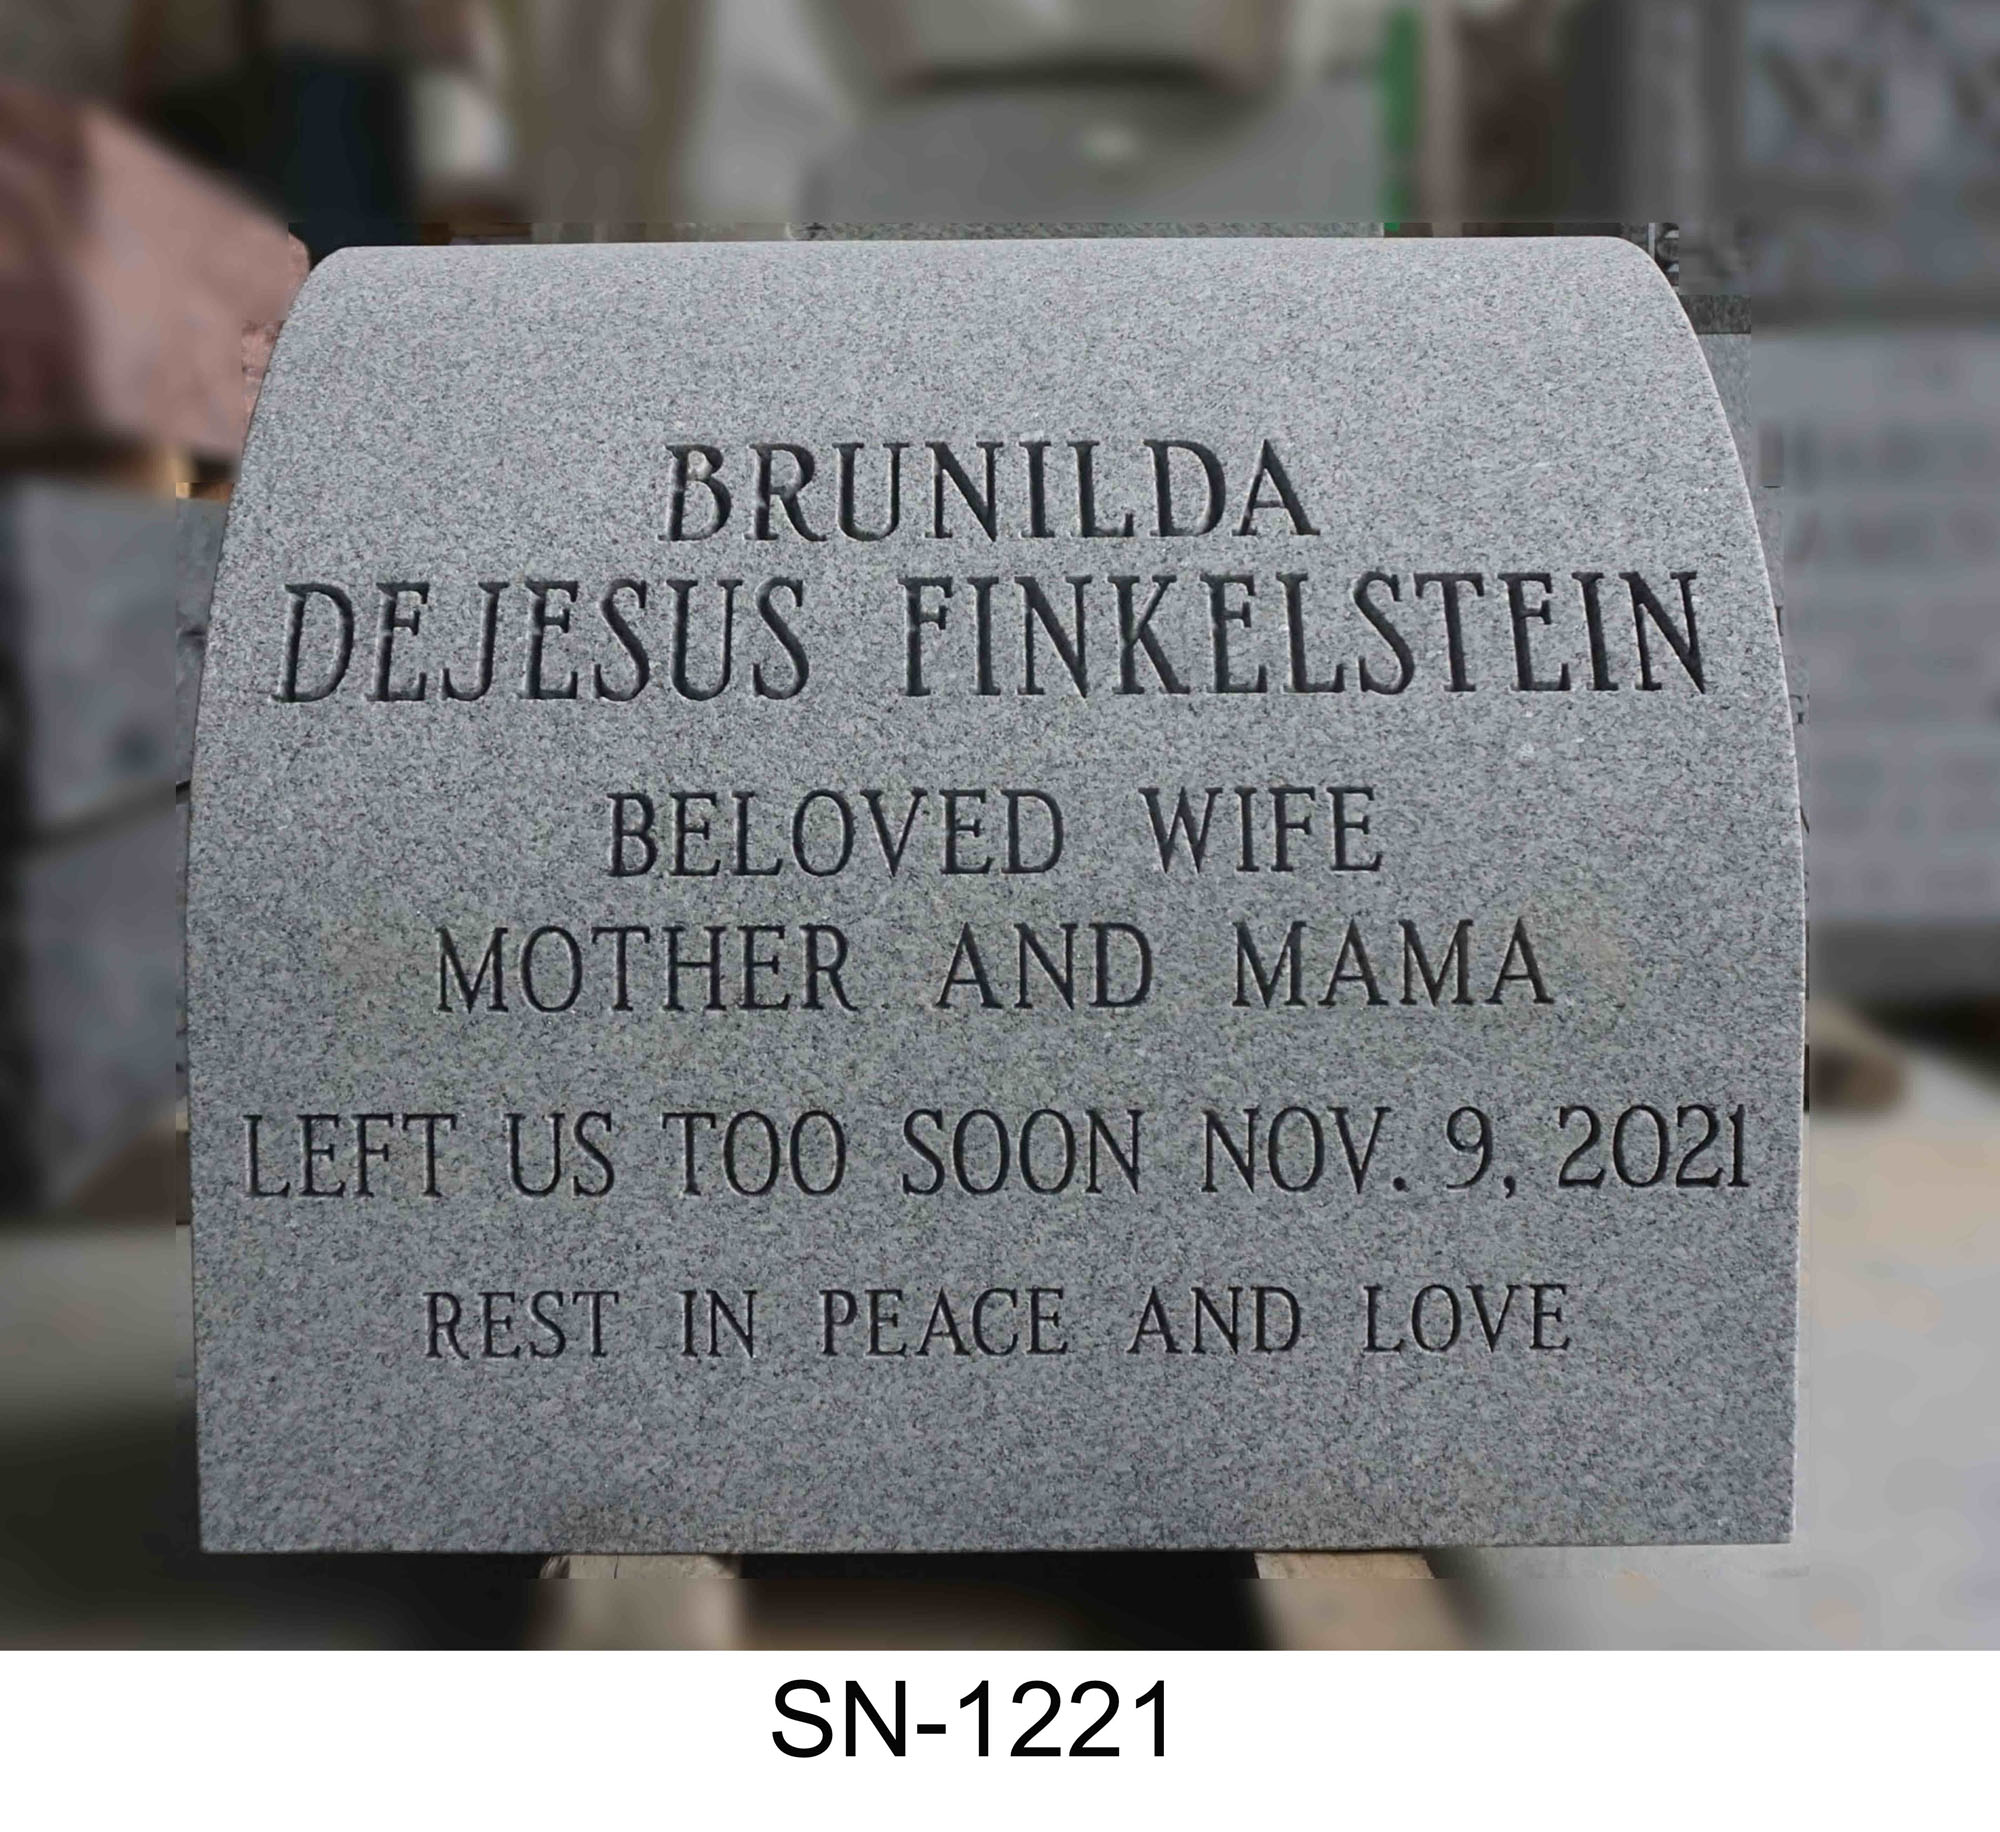 BRUNILDA
DEJESUS FINKELSTEIN
BELOVED WIFE
MOTHER AND MAMA
LEFT US TOO SOON NOV. 9, 2021
REST IN PEACE AND LOVE
SN-1221